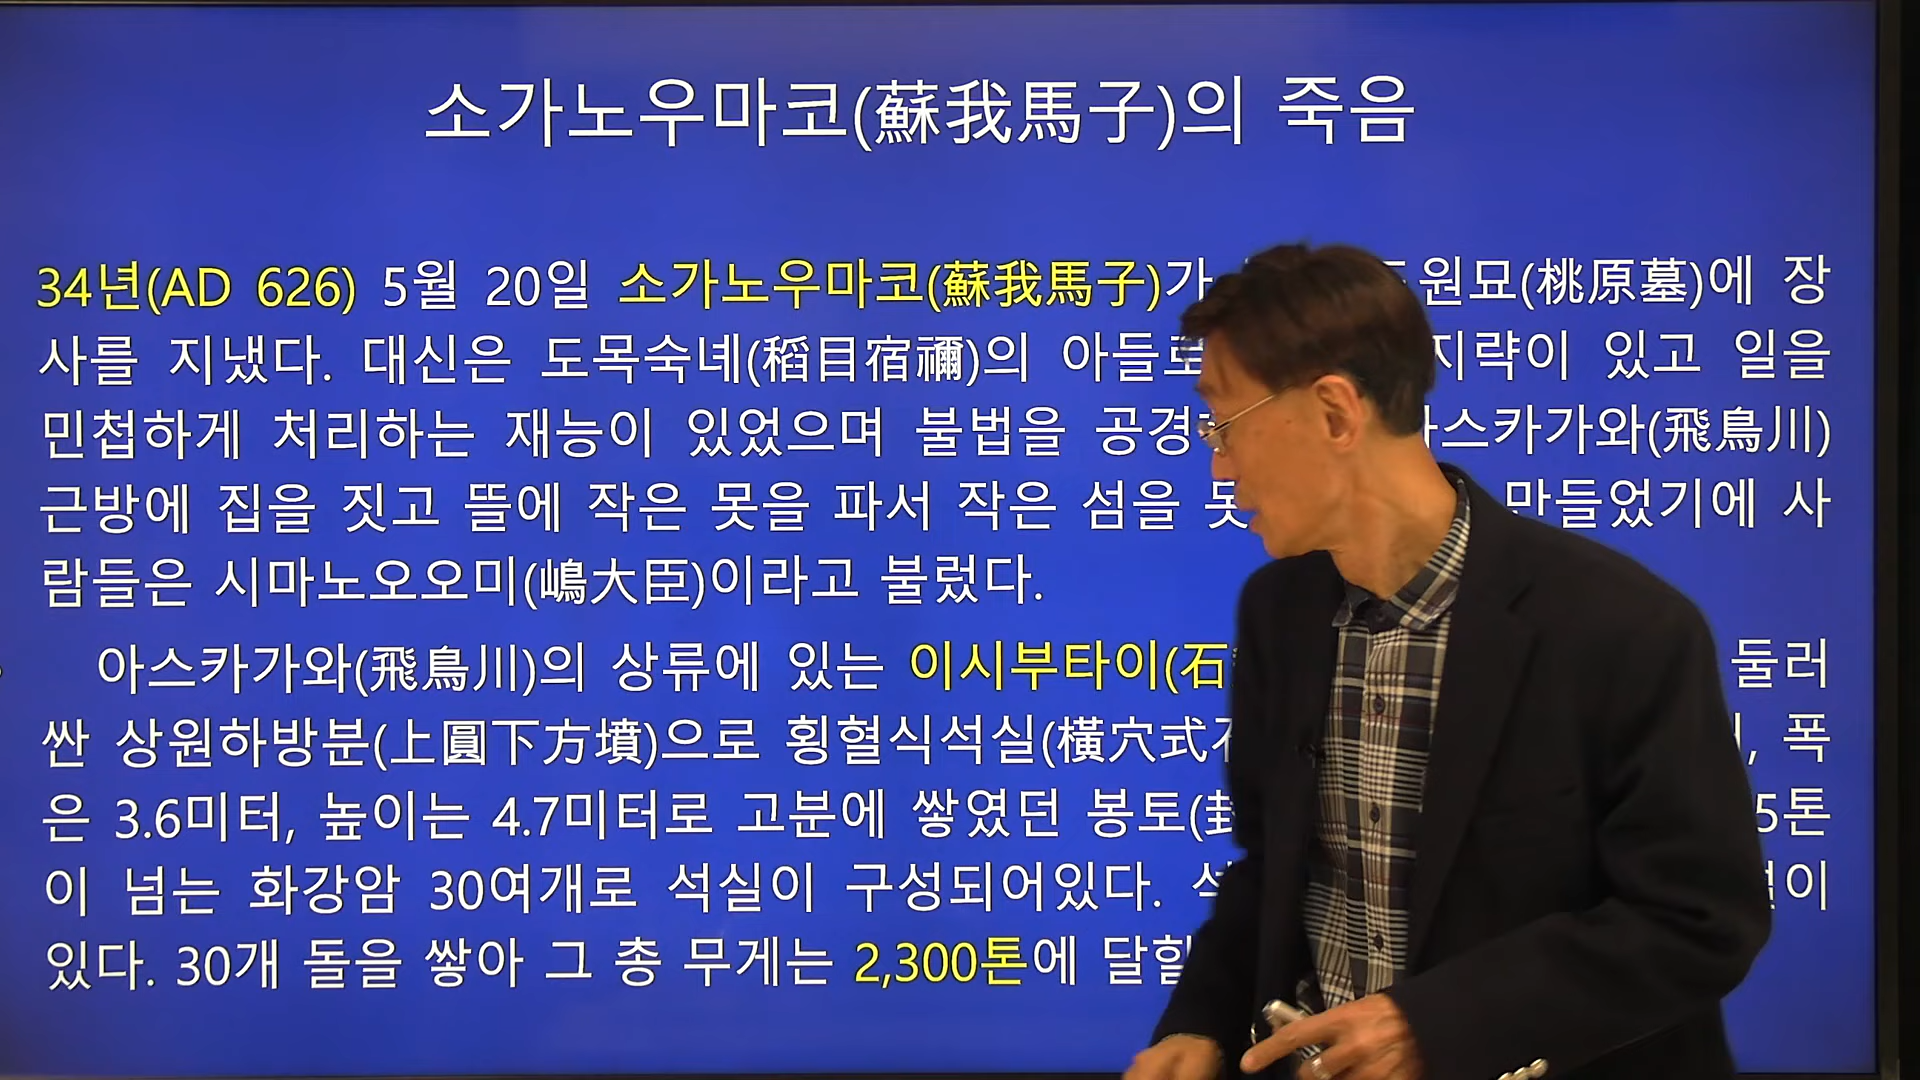 소가노우마코(蘇我馬子)의 죽음
34년(AD 626) 5월 20일 소가노우마코(蘇我馬子)가 원묘(桃原墓)에 장
사를 지냈다. 대신은 도목숙녜(稻目宿禰)의 아들로 지략이 있고 일을
민첩하게 처리하는 재능이 있었으며 불법을 공경 아스카가와(飛鳥川)
근방에 집을 짓고 뜰에 작은 못을 파서 작은 섬을 만들었기에 사
람들은 시마노오오미(嶋大臣)이라고 불렀다.
아스카가와(飛鳥川)의 상류에 있는 이시부타이(石 둘러
싼 상원하방분(上圓下方墳)으로 횡혈식석실(橫穴式 , 폭
은 3.6미터, 높이는 4.7미터로 고분에 쌓였던 봉토(封 5톤
이 넘는 화강암 30여개로 석실이 구성되어있다. 이
있다. 30개 돌을 쌓아 그 총 무게는 2,300톤에 달할